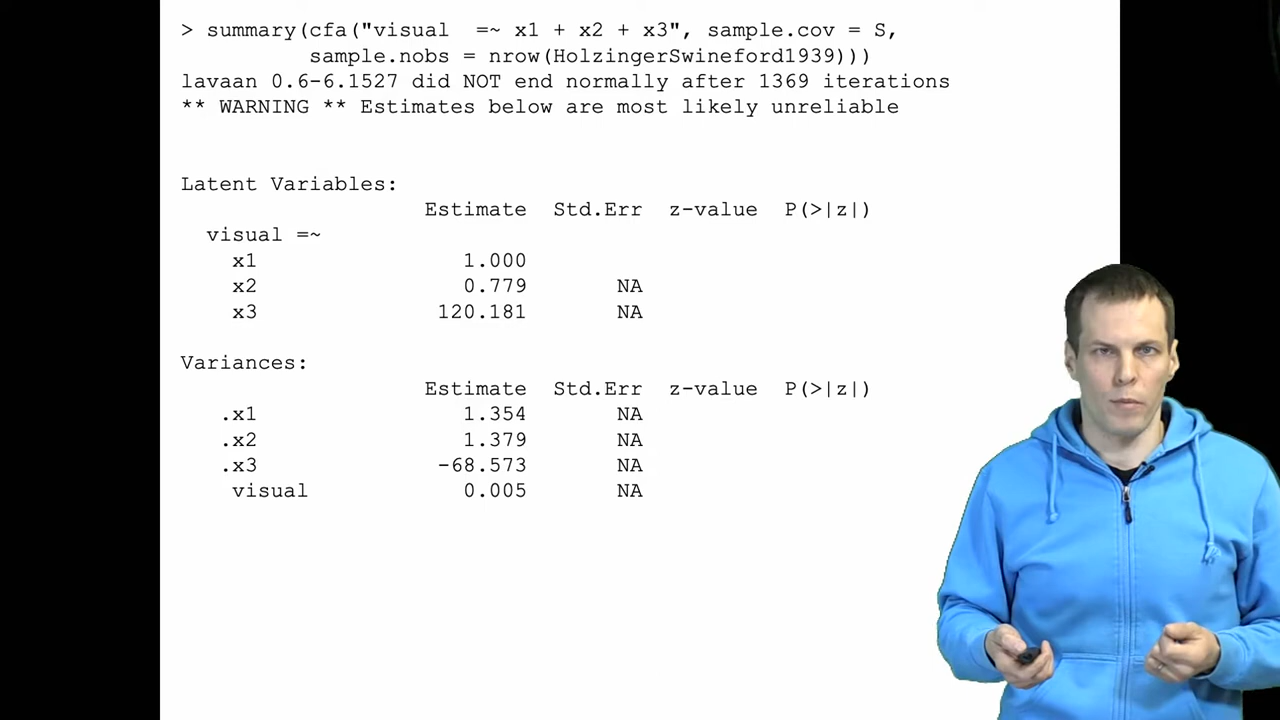 > summary(cfa("visual  =~ x1 + x2 + x3", sample.cov = S,
sample.nobs = nrow(HolzingerSwineford1939)))
lavaan 0.6-6.1527 did NOT end normally after 1369 iterations
** WARNING ** Estimates below are most likely unreliable
Latent Variables:
Estimate  Std.Err  z-value  P(>|z|)
visual =~
x1  1.000
x2  0.779  NA
x3  120.181  NA
Variances:
Estimate  Std.Err  z-value  P(>|z|)
.x1  1.354  NA
.x2  1.379  NA
.x3  -68.573  NA
visual  0.005  NA